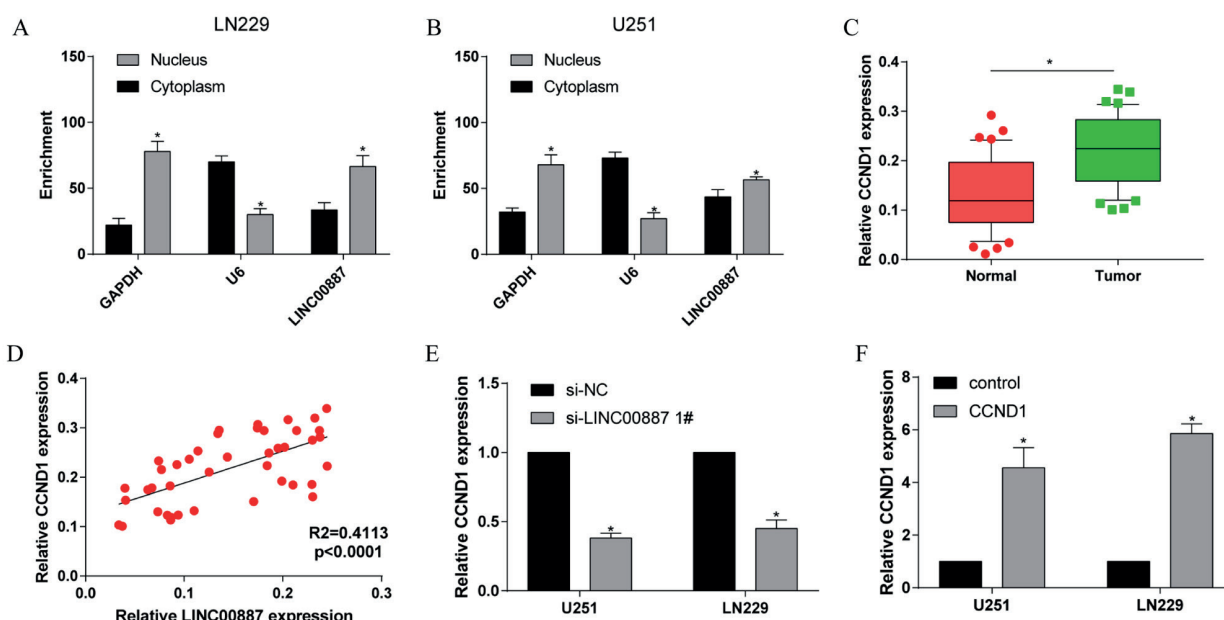 A
LN229
Nucleus
Cytoplasm
Enrichment
150
100
50
0
*
*
*
GAPDH
U6
LINC00887
B
U251
Nucleus
Cytoplasm
Enrichment
150
100
50
0
*
*
*
GAPDH
U6
LINC00887
C
Relative CCND1 expression
0.4
0.3
0.2
0.1
0.0
*
Normal
Tumor
D
Relative CCND1 expression
0.4
0.3
0.2
0.1
0.0
R2=0.4113
p<0.0001
0.0
0.1
0.2
0.3
Relative LINC00887 expression
E
Relative CCND1 expression
1.5
1.0
0.5
0.0
si-NC
si-LINC00887 1#
*
*
U251
LN229
F
Relative CCND1 expression
8
6
4
2
0
control
CCND1
*
*
U251
LN229